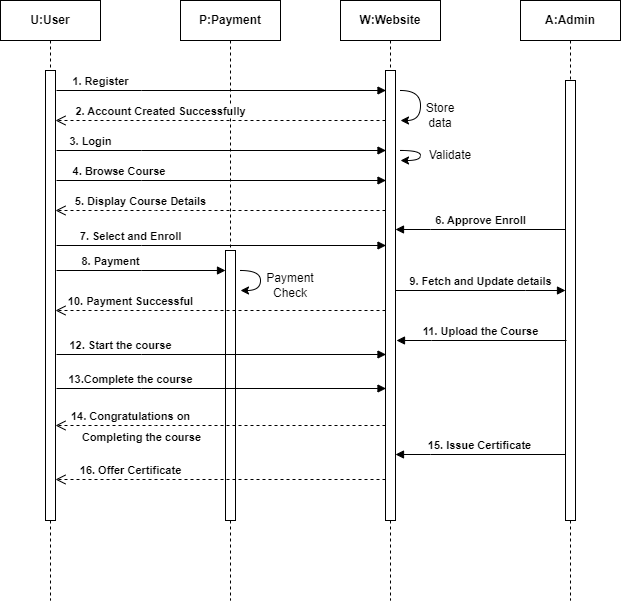 U:User
P:Payment
W:Website
A:Admin
1. Register
Store
data
2. Account Created Successfully
3. Login
Validate
4. Browse Course
5. Display Course Details
6. Approve Enroll
7. Select and Enroll
8. Payment
Payment
Check
9. Fetch and Update details
10. Payment Successful
11. Upload the Course
12. Start the course
13.Complete the course
14. Congratulations on
Completing the course
15. Issue Certificate
16. Offer Certificate